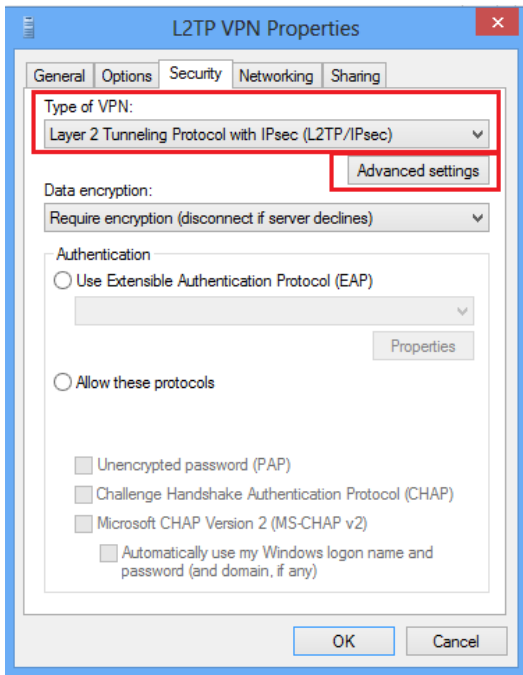 L2TP VPN Properties
General Options Security Networking Sharing
Type of VPN:
Layer 2 Tunneling Protocol with IPsec (L2TP/IPsec)
Advanced settings
Data encryption:
Require encryption (disconnect if server declines)
Authentication
Use Extensible Authentication Protocol (EAP)
Properties
Allow these protocols
Unencrypted password (PAP)
Challenge Handshake Authentication Protocol (CHAP)
Microsoft CHAP Version 2 (MS-CHAP v2)
Automatically use my Windows logon name and
password (and domain, if any)
OK Cancel